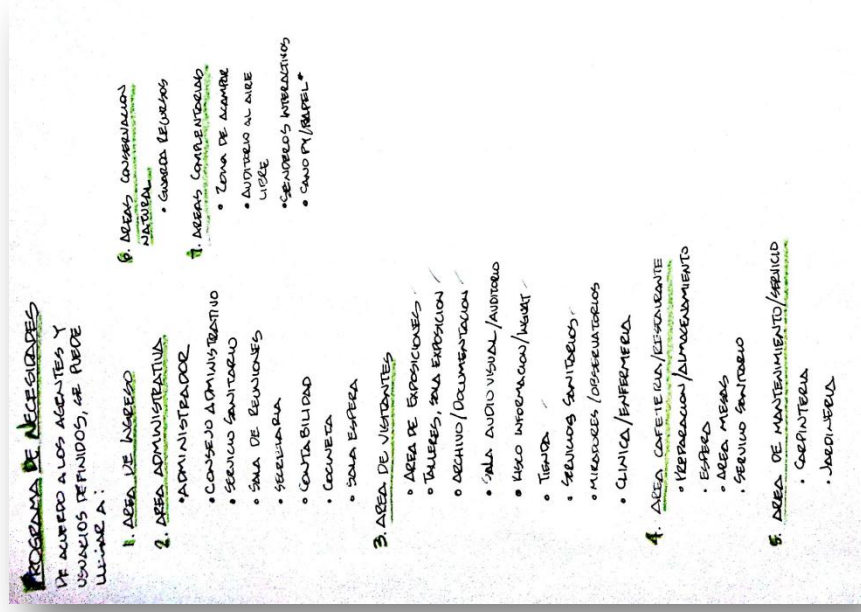 PROGRAMA DE NECESIDADES
DE ACUERDO A LOS AGENTES Y
USUARIOS DEFINIDOS, SE PUEDE
LLEGAR A:
1. AREA DE INGRESO
2. AREA ADMINISTRATIVA
• ADMINISTRADOR
• CONSEJO ADMINISTRATIVO
• SERVICIO SANITARIO
• SALA DE REUNIONES
• SECRETARIA
• CONTABILIDAD
• COCINETA
• SALA ESPERA
3. AREA DE VISITANTES
• AREA DE EXPOSICIONES
• TALLERES, SALA EXPOSICION
• ARCHIVO/DOCUMENTACION
• SALA AUDIO VISUAL/AUDITORIO
• KISCO INFORMACION/INGUAT
• TIENDA
• SERVICIOS SANITARIOS
• MIRADORES/OBSERVATORIOS
• CLINICA/ENFERMERIA
4. AREA CAFETERIA/RESTAURANTE
• PREPARACION/ALMACENAMIENTO
• ESPERA
• AREA MESAS
• SERVICIO SANITARIO
5. AREA DE MANTENIMIENTO/SERVICIO
• CARPINTERIA
• JARDINERIA
6. AREAS CONSERVACION
NATURAL
• GUARDA RECURSOS
7. AREAS COMPLENTORIAS
• ZONA DE ACAMPAR
• AUDITORIO AL AIRE
LIBRE
• SENDEROS INTERACTIVOS
• CANOPY/RAPEL*